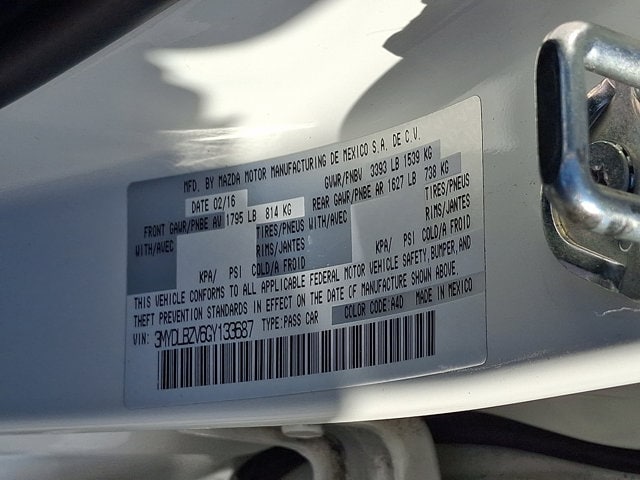 MFD. BY MAZDA MOTOR MANUFACTURING DE MEXICO S.A. DE C.V.
DATE 02/16 GVWR/PNBV 3393 LB 1539 KG
FRONT GAWR/PNBE AV 1795 LB 814 KG REAR GAWR/PNBE AR 1627 LB 738 KG
WITH/AVEC TIRES/PNEUS WITH/AVEC TIRES/PNEUS
RIMS/JANTES RIMS/JANTES
KPA/ PSI COLD/A FROID KPA/ PSI COLD/A FROID
THIS VEHICLE CONFORMS TO ALL APPLICABLE FEDERAL MOTOR VEHICLE SAFETY, BUMPER, AND
THEFT PREVENTION STANDARDS IN EFFECT ON THE DATE OF MANUFACTURE SHOWN ABOVE.
VIN: 3MYDLBZV6GY133687 TYPE:PASS CAR COLOR CODE:A4D MADE IN MEXICO